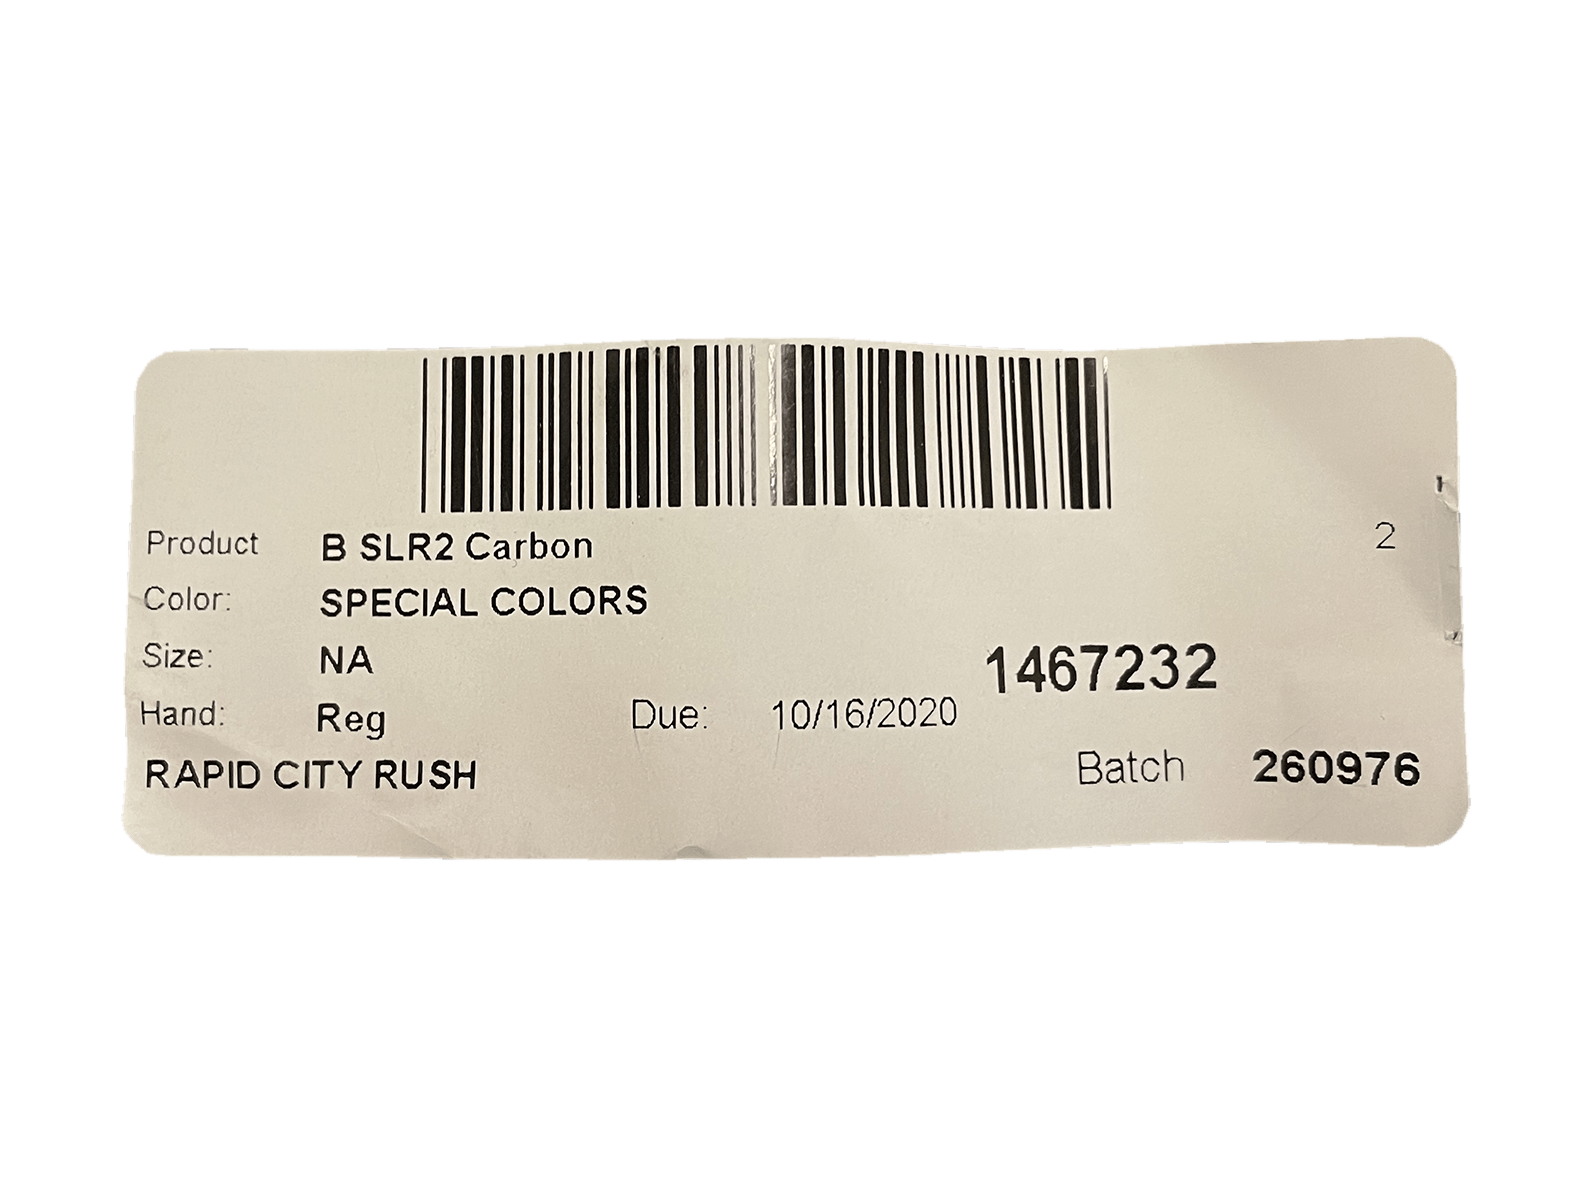 Product B SLR2 Carbon 2
Color: SPECIAL COLORS
Size: NA 1467232
Hand: Reg Due: 10/16/2020
RAPID CITY RUSH Batch 260976